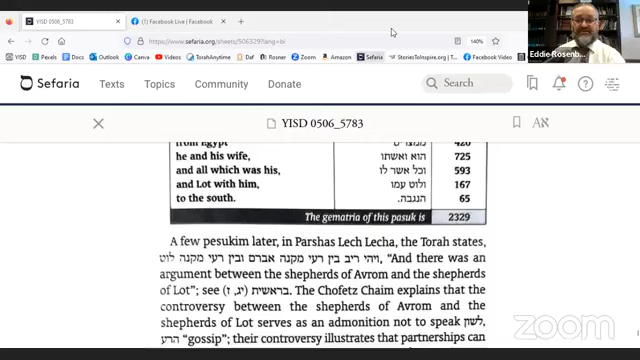 YISD_0506_5783
(1) Facebook Live | Facebook
https://www.sefaria.org/sheets/506329?lang=bi
140%
YISD Pexels Docs Outlook Canva Dropbox Zoom Daf Rosner TorahAnytime Amazon Sefaria StoriesToInspire.org Facebook Video
Eddie Rosenb...
Sefaria
Texts Topics Community Donate
Search
YISD 0506_5783
from Egypt ממצרים 420
he and his wife, הוא ואשתו 725
and all which was his, וכל אשר לו 593
and Lot with him, ולוט עמו 167
to the south. הנגבה. 65
The gematria of this pasuk is 2329
A few pesukim later, in Parshas Lech Lecha, the Torah states,
ויהי ריב בין רעי מקנה אברם ובין רעי מקנה לוט, “And there was an
argument between the shepherds of Avrom and the shepherds
of Lot”; see בראשית (יג, ז). The Chofetz Chaim explains that the
controversy between the shepherds of Avrom and the
shepherds of Lot serves as an admonition not to speak לשון
הרע, “gossip”; their controversy illustrates that partnerships can
zoom